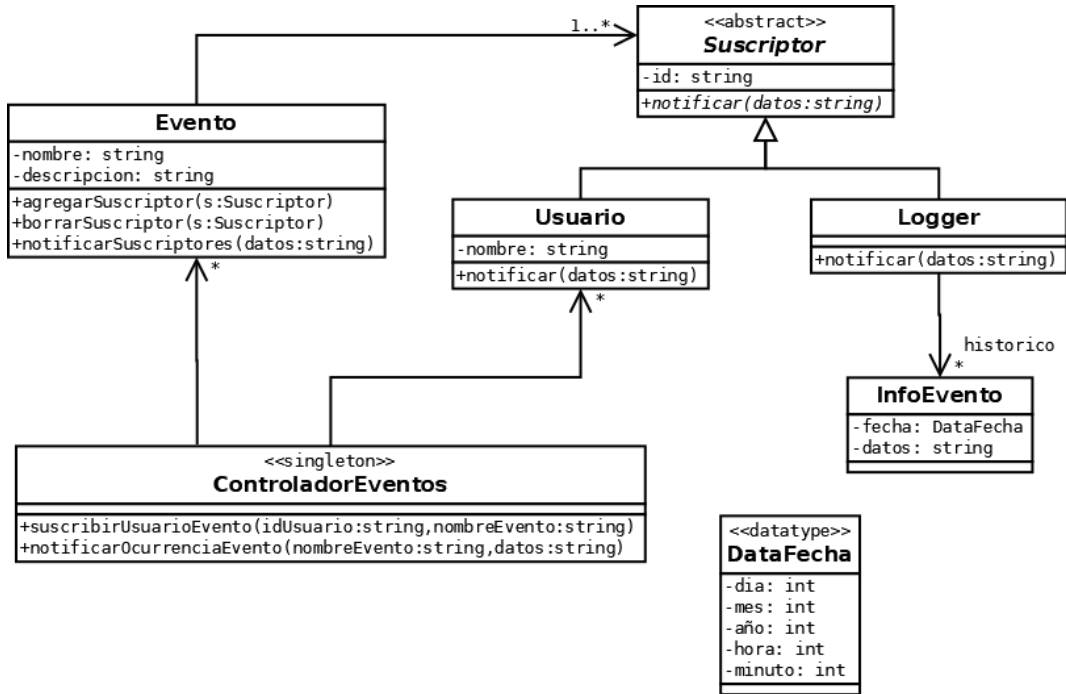 <<abstract>>
Suscriptor
-id: string
+notificar(datos:string)
1..*
Evento
-nombre: string
-descripcion: string
+agregarSuscriptor(s:Suscriptor)
+borrarSuscriptor(s:Suscriptor)
+notificarSuscriptores(datos:string)
*
Usuario
-nombre: string
+notificar(datos:string)
*
Logger
+notificar(datos:string)
historico
*
InfoEvento
-fecha: DataFecha
-datos: string
<<singleton>>
ControladorEventos
+suscribirUsuarioEvento(idUsuario:string,nombreEvento:string)
+notificarOcurrenciaEvento(nombreEvento:string,datos:string)
<<datatype>>
DataFecha
-dia: int
-mes: int
-año: int
-hora: int
-minuto: int